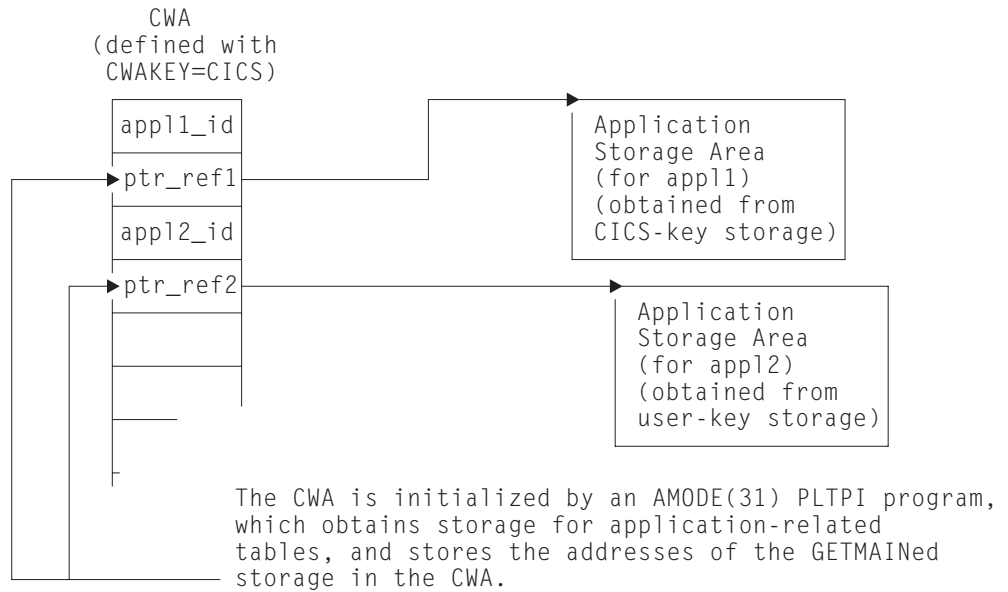 CWA
(defined with
CWAKEY=CICS)
appl1_id
ptr_ref1
appl2_id
ptr_ref2
Application
Storage Area
(for appl1)
(obtained from
CICS-key storage)
Application
Storage Area
(for appl2)
(obtained from
user-key storage)
The CWA is initialized by an AMODE(31) PLTPI program,
which obtains storage for application-related
tables, and stores the addresses of the GETMAINed
storage in the CWA.